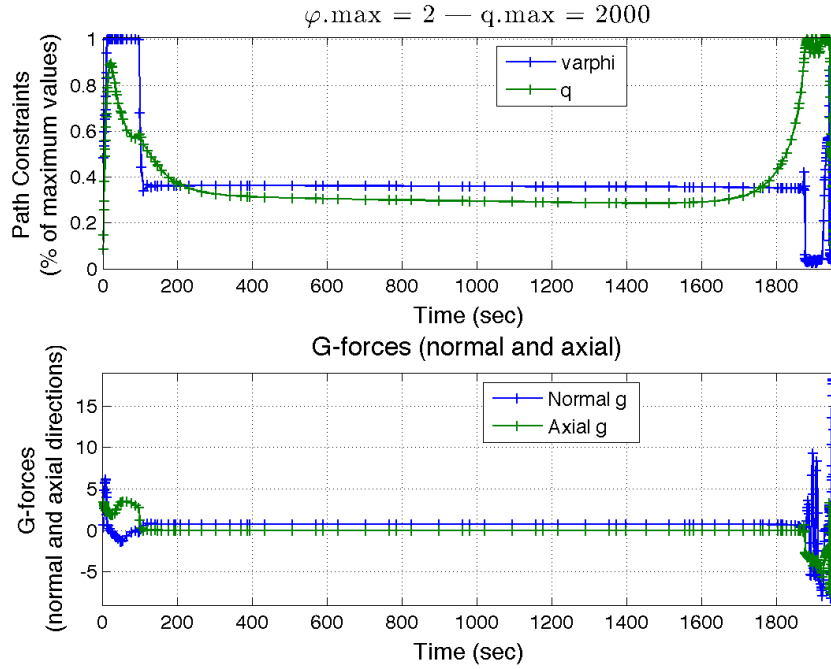 φ.max = 2 — q.max = 2000
Path Constraints
(% of maximum values)
1
0.8
0.6
0.4
0.2
0
varphi
q
0 200 400 600 800 1000 1200 1400 1600 1800
Time (sec)
G-forces (normal and axial)
G-forces
(normal and axial directions)
15
10
5
0
-5
Normal g
Axial g
0 200 400 600 800 1000 1200 1400 1600 1800
Time (sec)